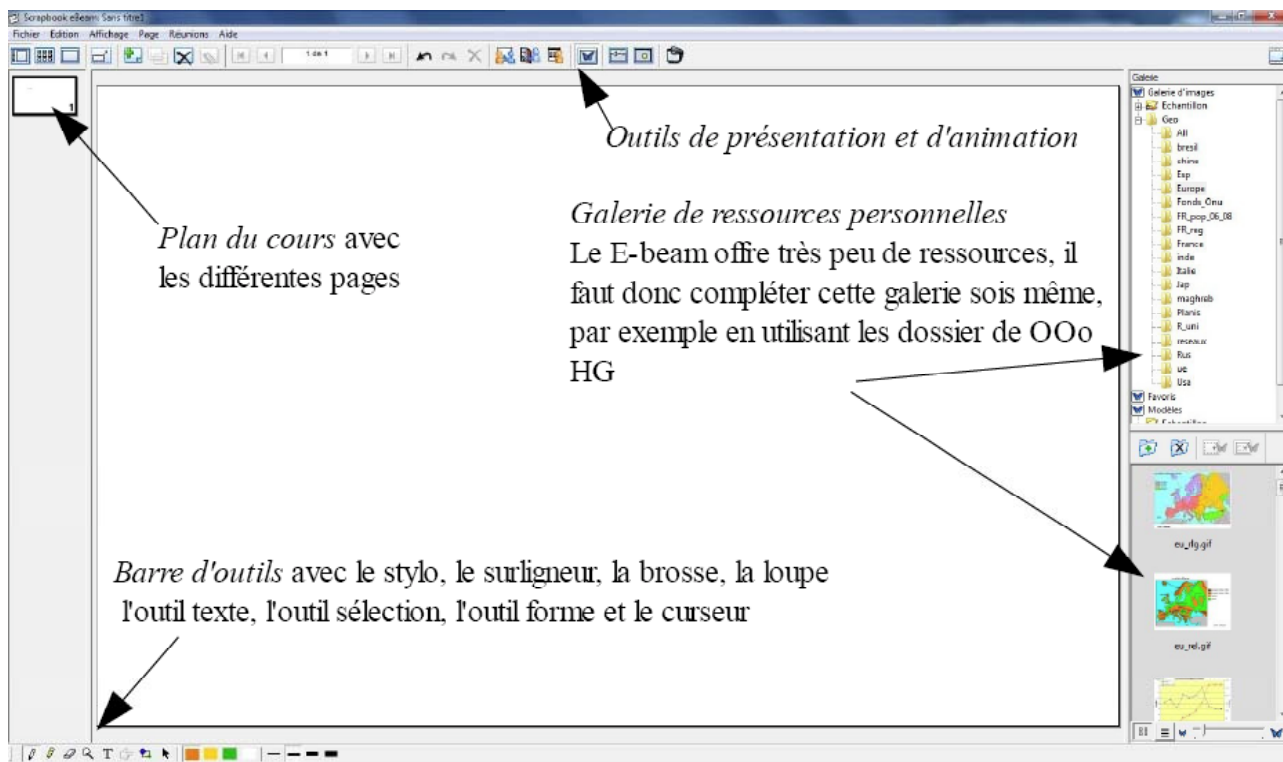 Scrapbook eBeam: Sans titre1
Fichier Edition Affichage Page Réunions Aide
1 de 1
Galerie
Galerie d'images
Echantillon
Geo
All
bresil
chine
Esp
Europe
Fonds_Onu
FR_pop_06_08
FR_reg
France
inde
Italie
Jap
maghreb
Planis
R_uni
reseaux
Rus
ue
Usa
Favoris
Modèles
Echantillon
1
Outils de présentation et d'animation
Plan du cours avec
les différentes pages
Galerie de ressources personnelles
Le E-beam offre très peu de ressources, il
faut donc compléter cette galerie sois même,
par exemple en utilisant les dossier de OOo
HG
eu_rel.gif
Barre d'outils avec le stylo, le surligneur, la brosse, la loupe
l'outil texte, l'outil sélection, l'outil forme et le curseur
T